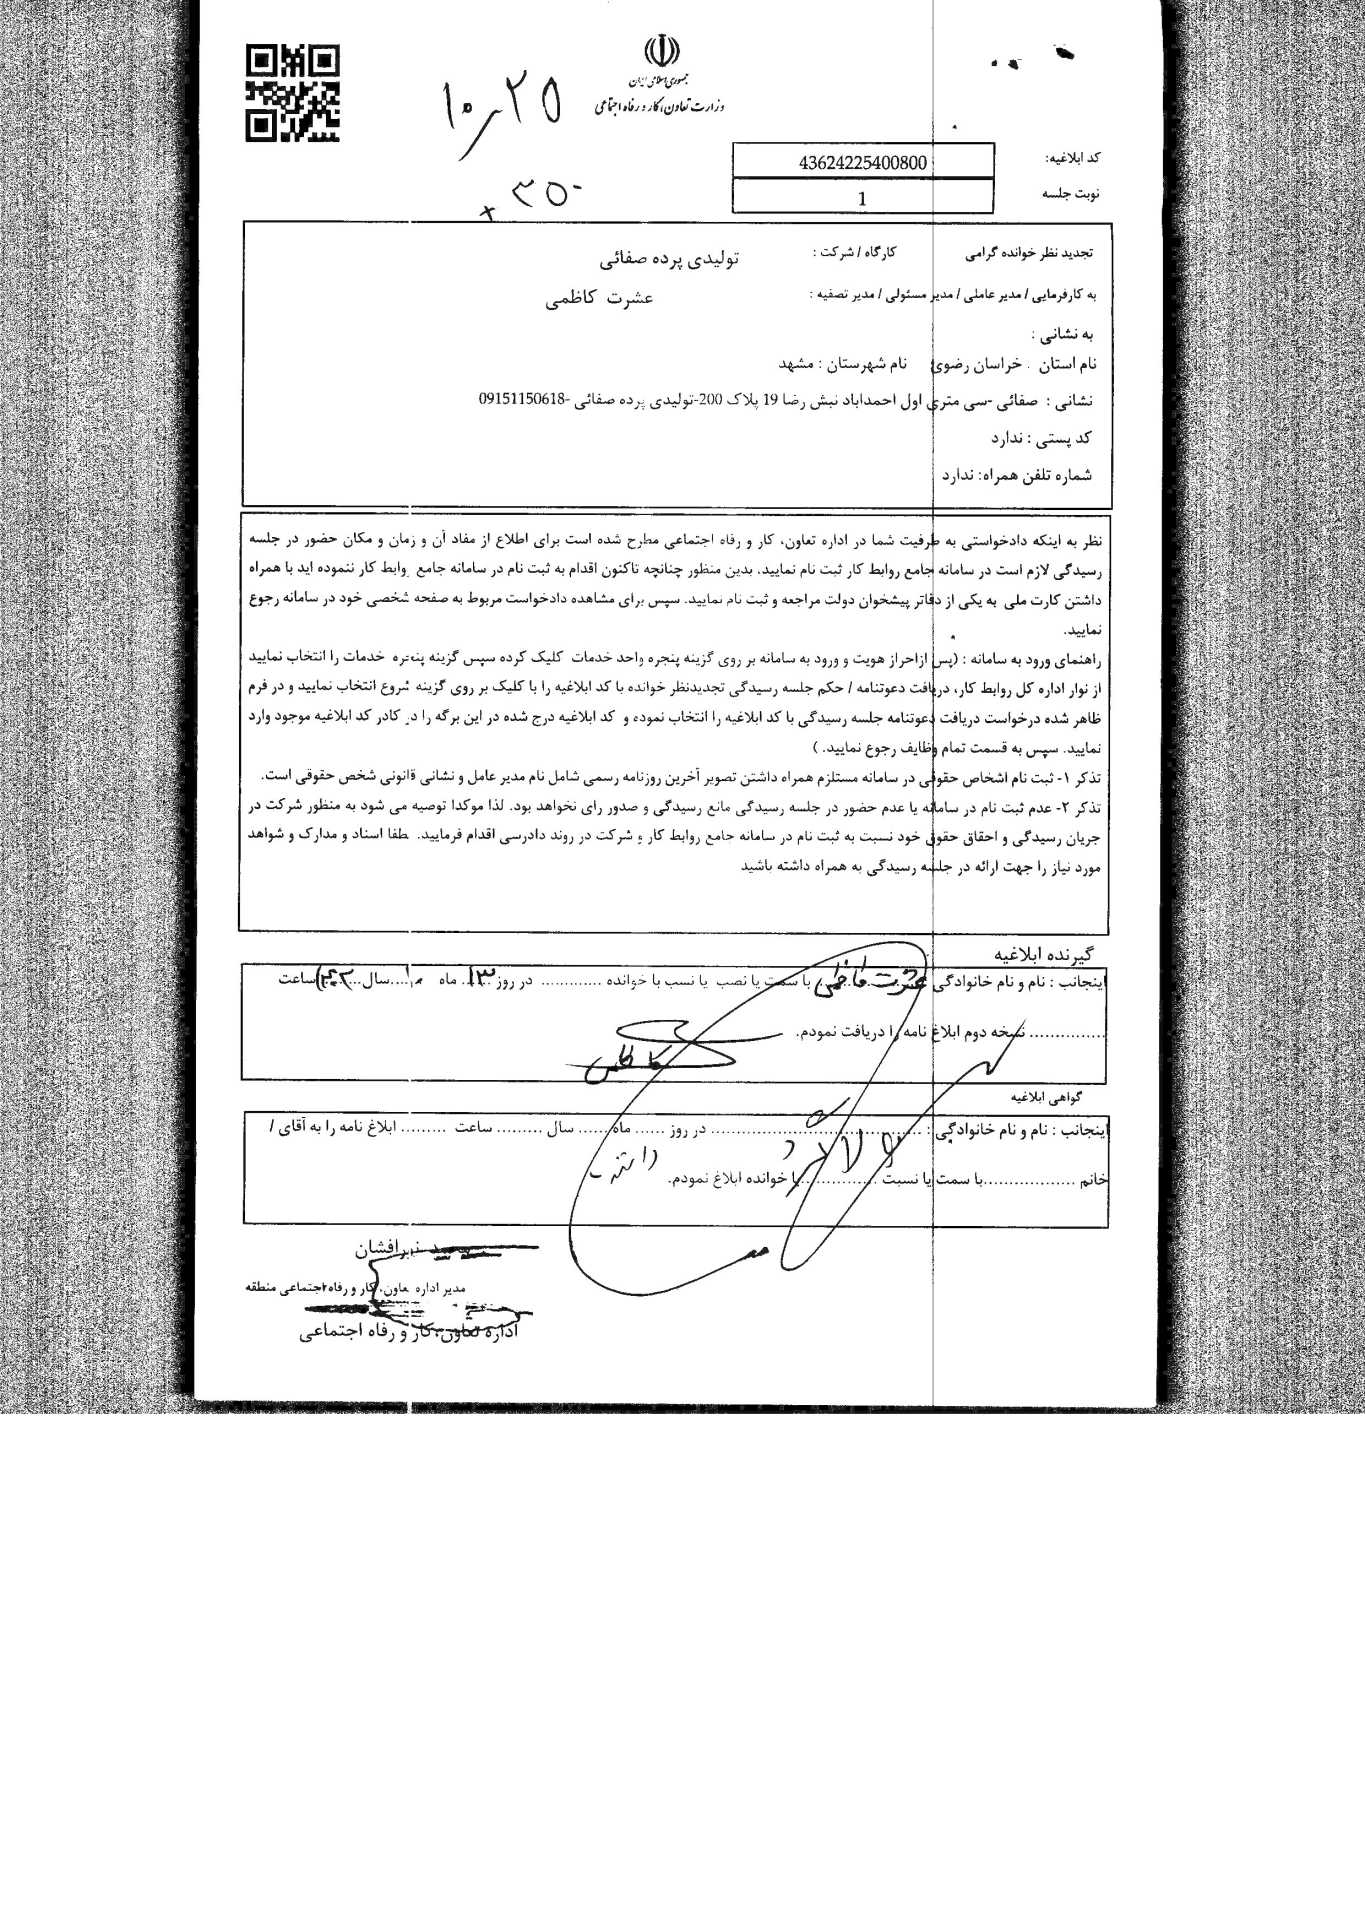 جمهوری اسلامی ایران
وزارت تعاون، کار و رفاه اجتماعی
۱۰ ٫ ۲۵
۳۵۰
کد ابلاغیه: 43624225400800
نوبت جلسه 1
تجدید نظر خوانده گرامی کارگاه / شرکت : تولیدی پرده صفائی
به کارفرمایی / مدیر عاملی / مدیر مسئولی / مدیر تصفیه : عشرت کاظمی
به نشانی :
نام استان . خراسان رضوی نام شهرستان : مشهد
نشانی : صفائی -سی متری اول احمداباد نبش رضا 19 پلاک 200-تولیدی پرده صفائی -09151150618
کد پستی : ندارد
شماره تلفن همراه: ندارد
نظر به اینکه دادخواستی به طرفیت شما در اداره تعاون، کار و رفاه اجتماعی مطرح شده است برای اطلاع از مفاد آن و زمان و مکان حضور در جلسه
رسیدگی لازم است در سامانه جامع روابط کار ثبت نام نمایید، بدین منظور چنانچه تاکنون اقدام به ثبت نام در سامانه جامع روابط کار ننموده اید با همراه
داشتن کارت ملی به یکی از دفاتر پیشخوان دولت مراجعه و ثبت نام نمایید. سپس برای مشاهده دادخواست مربوط به صفحه شخصی خود در سامانه رجوع
نمایید.
راهنمای ورود به سامانه : (پس ازاحراز هویت و ورود به سامانه بر روی گزینه پنجره واحد خدمات کلیک کرده سپس گزینه پنجره خدمات را انتخاب نمایید
از نوار اداره کل روابط کار، دریافت دعوتنامه / حکم جلسه رسیدگی تجدیدنظر خوانده با کد ابلاغیه را با کلیک بر روی گزینه شروع انتخاب نمایید و در فرم
ظاهر شده درخواست دریافت دعوتنامه جلسه رسیدگی با کد ابلاغیه را انتخاب نموده و کد ابلاغیه درج شده در این برگه را در کادر کد ابلاغیه موجود وارد
نمایید. سپس به قسمت تمام وظایف رجوع نمایید. )
تذکر ۱- ثبت نام اشخاص حقوقی در سامانه مستلزم همراه داشتن تصویر آخرین روزنامه رسمی شامل نام مدیر عامل و نشانی قانونی شخص حقوقی است.
تذکر ۲- عدم ثبت نام در سامانه یا عدم حضور در جلسه رسیدگی مانع رسیدگی و صدور رای نخواهد بود. لذا موکدا توصیه می شود به منظور شرکت در
جریان رسیدگی و احقاق حقوق خود نسبت به ثبت نام در سامانه جامع روابط کار و شرکت در روند دادرسی اقدام فرمایید. لطفا اسناد و مدارک و شواهد
مورد نیاز را جهت ارائه در جلسه رسیدگی به همراه داشته باشید
گیرنده ابلاغیه
اینجانب : نام و نام خانوادگی عشرت کاظمی با سمت یا نصب یا نسب با خوانده ............. در روز ۱۳ ماه ۱۰ سال ۱۴۰۲ ساعت
............... نسخه دوم ابلاغ نامه را دریافت نمودم.
کاظمی
گواهی ابلاغیه
اینجانب : نام و نام خانوادگی : ............ در روز ...... ماه ...... سال ......... ساعت ......... ابلاغ نامه را به آقای /
خانم ..................با سمت یا نسبت ............... با خوانده ابلاغ نمودم.
مدیر اداره تعاون، کار و رفاه اجتماعی منطقه
اداره تعاون، کار و رفاه اجتماعی